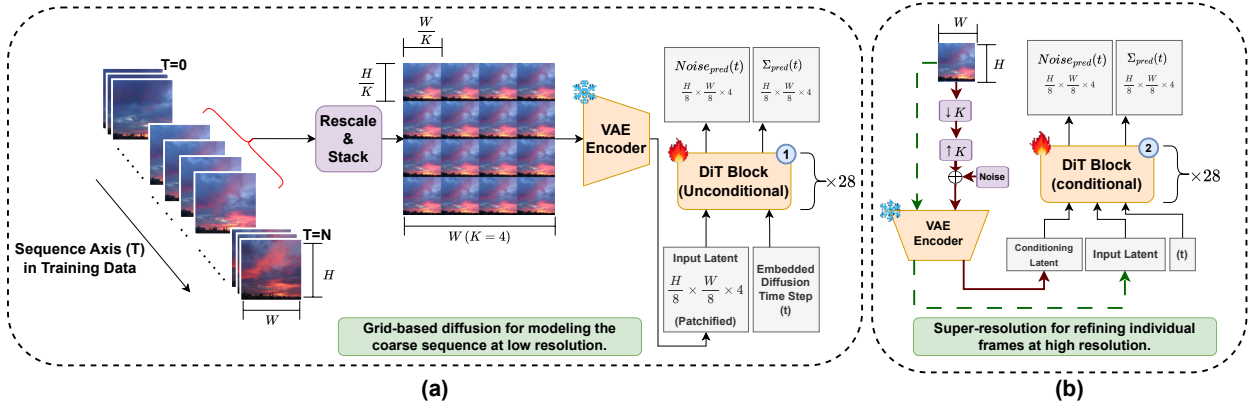 T=0
T=N
H
W
Sequence Axis (T)
in Training Data
Rescale
&
Stack
W/K
H/K
W (K = 4)
VAE
Encoder
Noise_pred(t)
H/8 × W/8 × 4
Σ_pred(t)
H/8 × W/8 × 4
1
DiT Block
(Unconditional)
×28
Input Latent
H/8 × W/8 × 4
(Patchified)
Embedded
Diffusion
Time Step
(t)
Grid-based diffusion for modeling the
coarse sequence at low resolution.
(a)
W
H
↓K
↑K
Noise
VAE
Encoder
Noise_pred(t)
H/8 × W/8 × 4
Σ_pred(t)
H/8 × W/8 × 4
2
DiT Block
(conditional)
×28
Conditioning
Latent
Input Latent
(t)
Super-resolution for refining individual
frames at high resolution.
(b)